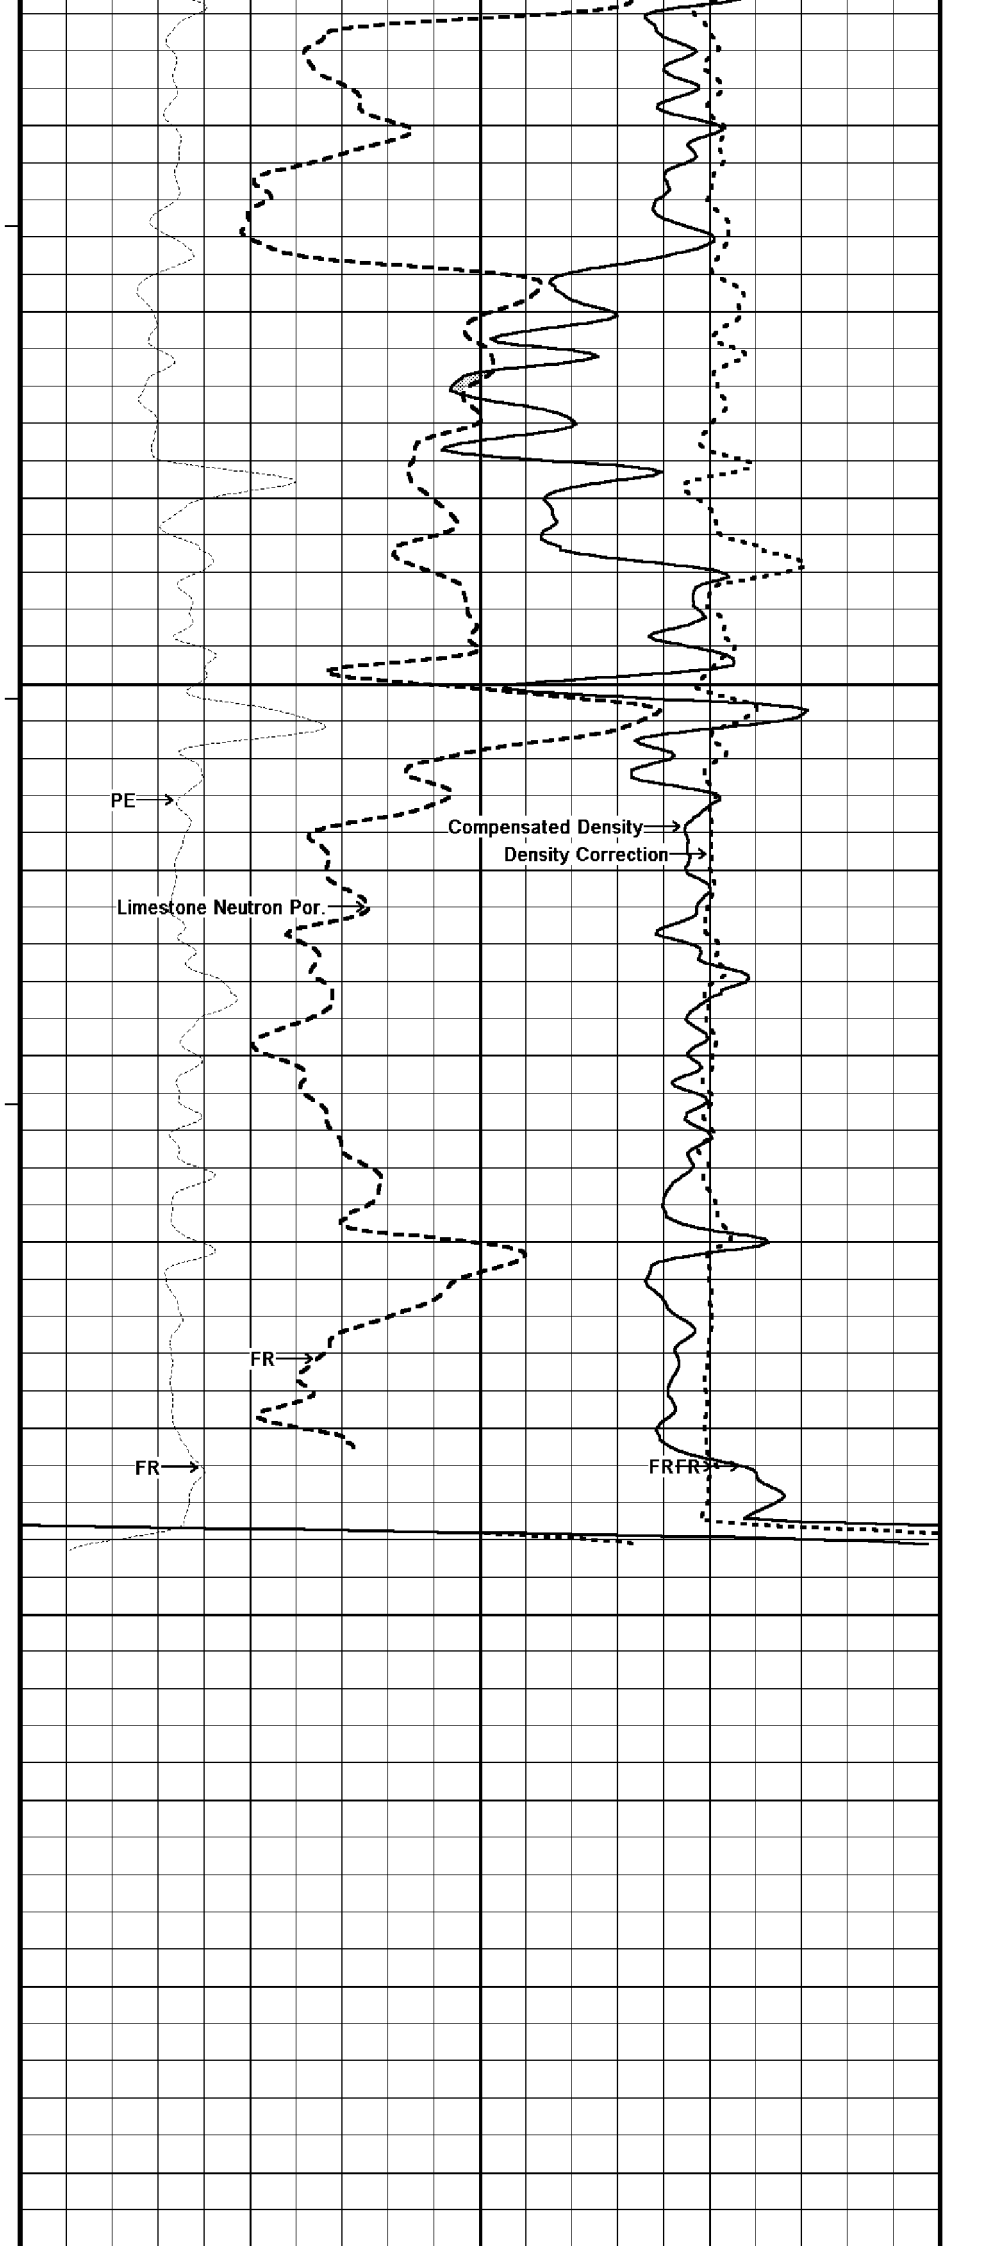 PE
Compensated Density
Density Correction
Limestone Neutron Por.
FR
FR
FRFR